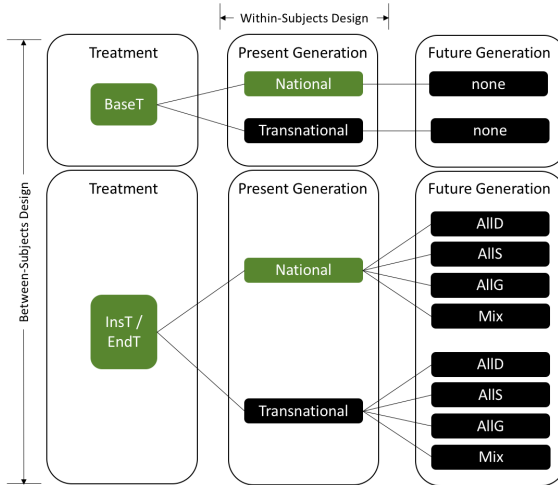 Within-Subjects Design
Between-Subjects Design
Treatment
Present Generation
Future Generation
BaseT
National
none
Transnational
none
Treatment
Present Generation
Future Generation
InsT /
EndT
National
AllD
AllS
AllG
Mix
Transnational
AllD
AllS
AllG
Mix